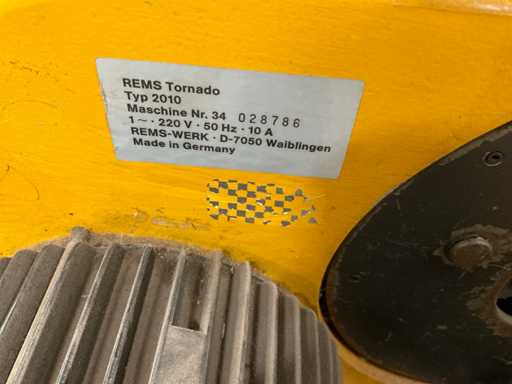 REMS Tornado
Typ 2010
Maschine Nr. 34 028786
1 ~ · 220 V · 50 Hz · 10 A
REMS-WERK · D-7050 Waiblingen
Made in Germany